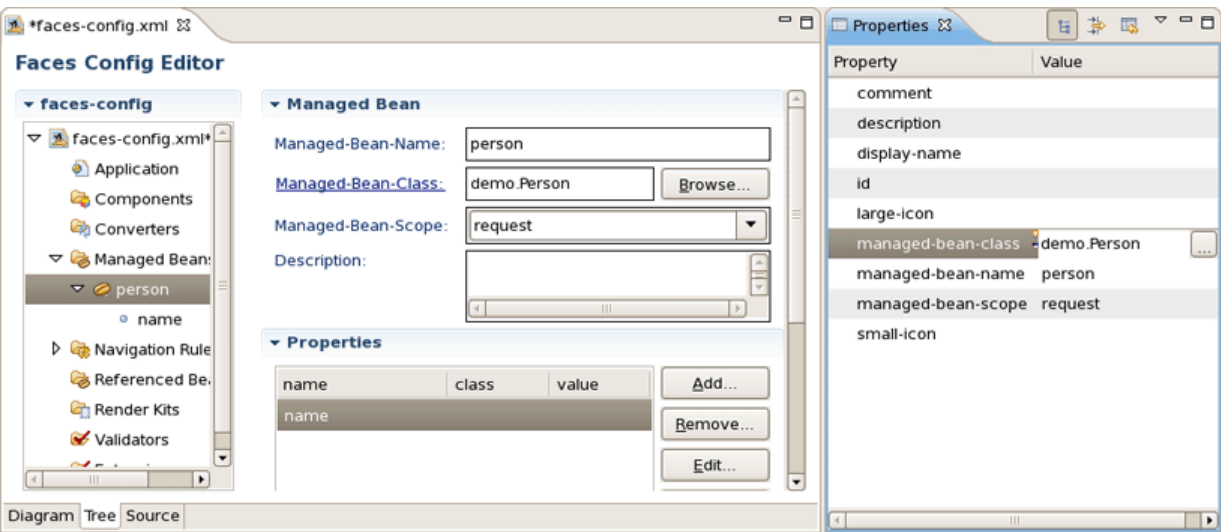 *faces-config.xml
Faces Config Editor
faces-config
faces-config.xml*
Application
Components
Converters
Managed Beans
person
name
Navigation Rule
Referenced Be
Render Kits
Validators
Managed Bean
Managed-Bean-Name: person
Managed-Bean-Class: demo.Person Browse...
Managed-Bean-Scope: request
Description:
Properties
name class value
name
Add...
Remove...
Edit...
Diagram Tree Source
Properties
Property Value
comment
description
display-name
id
large-icon
managed-bean-class demo.Person ...
managed-bean-name person
managed-bean-scope request
small-icon